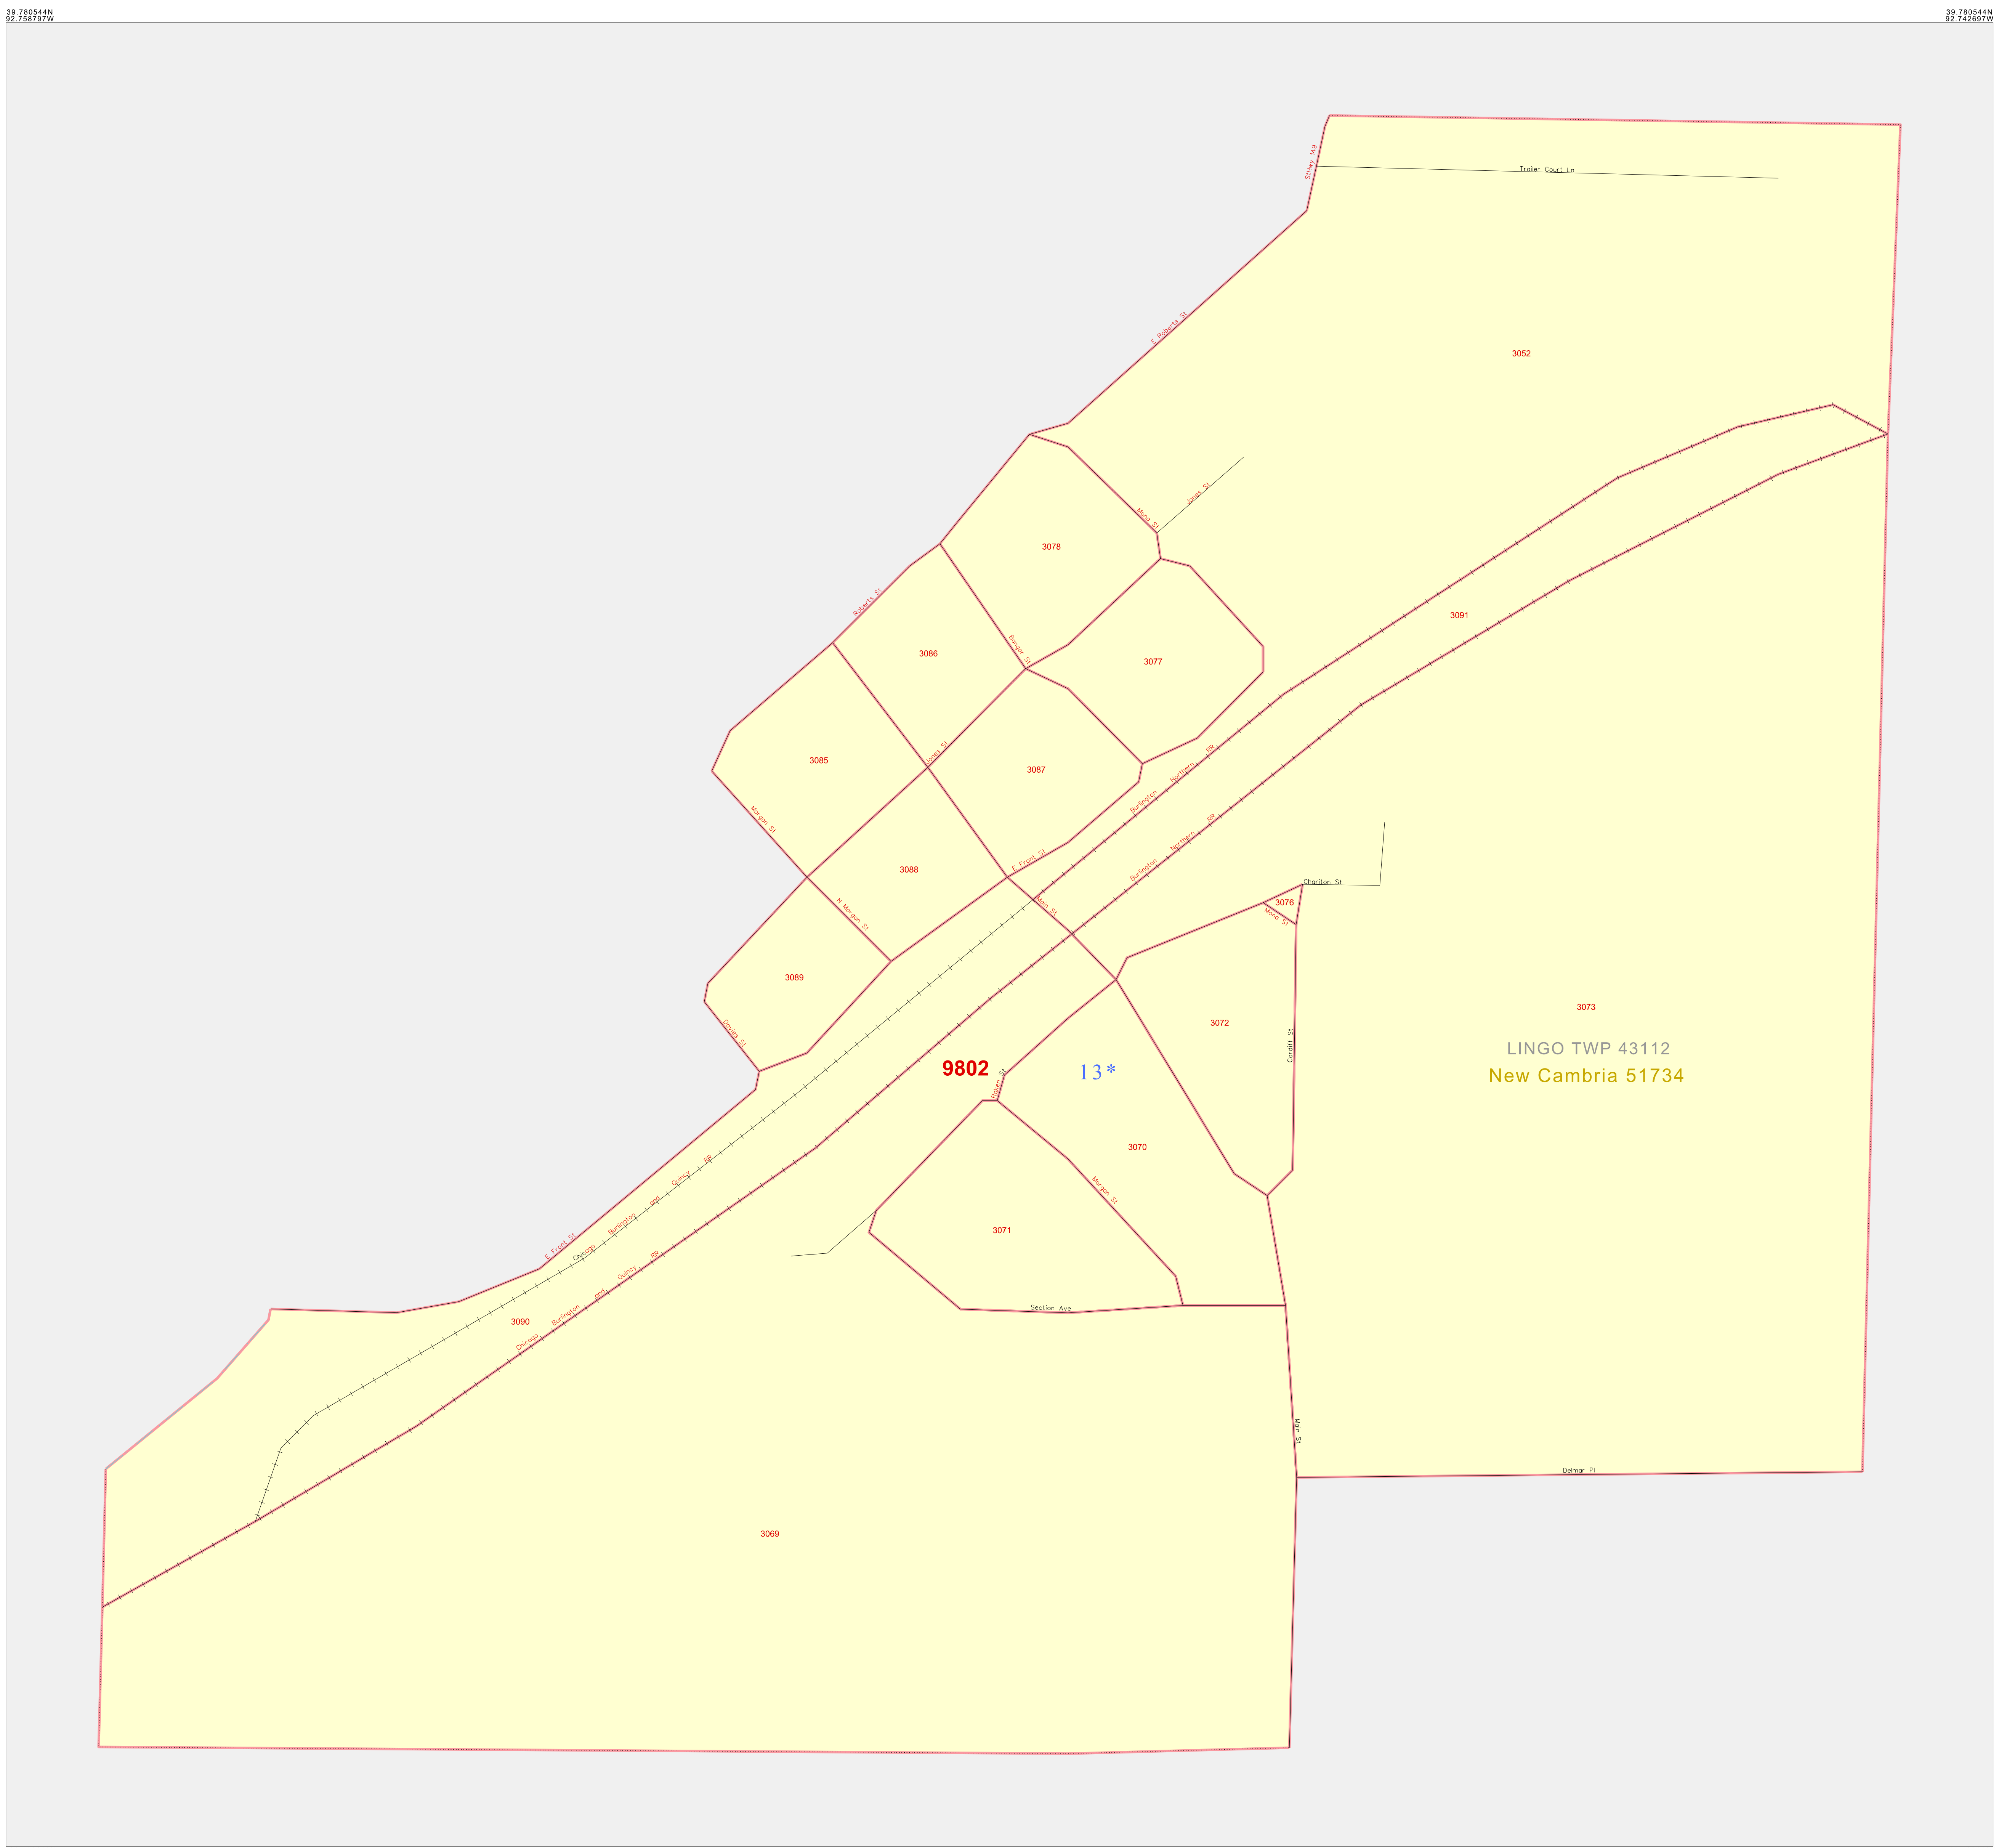 39.780544N
92.758797W
39.780544N
92.742697W
StHwy 149
Trailer Court Ln
E Roberts St
3052
Mona St
Jones St
3078
Roberts St
Bangor St
3086
3077
3091
Jones St
3085
3087
Burlington Northern RR
Morgan St
Burlington Northern RR
E Front St
3088
Chariton St
N Morgan St
Main St
3076
Mona St
3089
Davies St
3072
Cardiff St
3073
LINGO TWP 43112
New Cambria 51734
9802
13*
St
3070
Morgan St
3071
Chicago Burlington and Quincy RR
E Front St
Chicago Burlington and Quincy RR
Section Ave
3090
Main St
Delmar Pl
3069